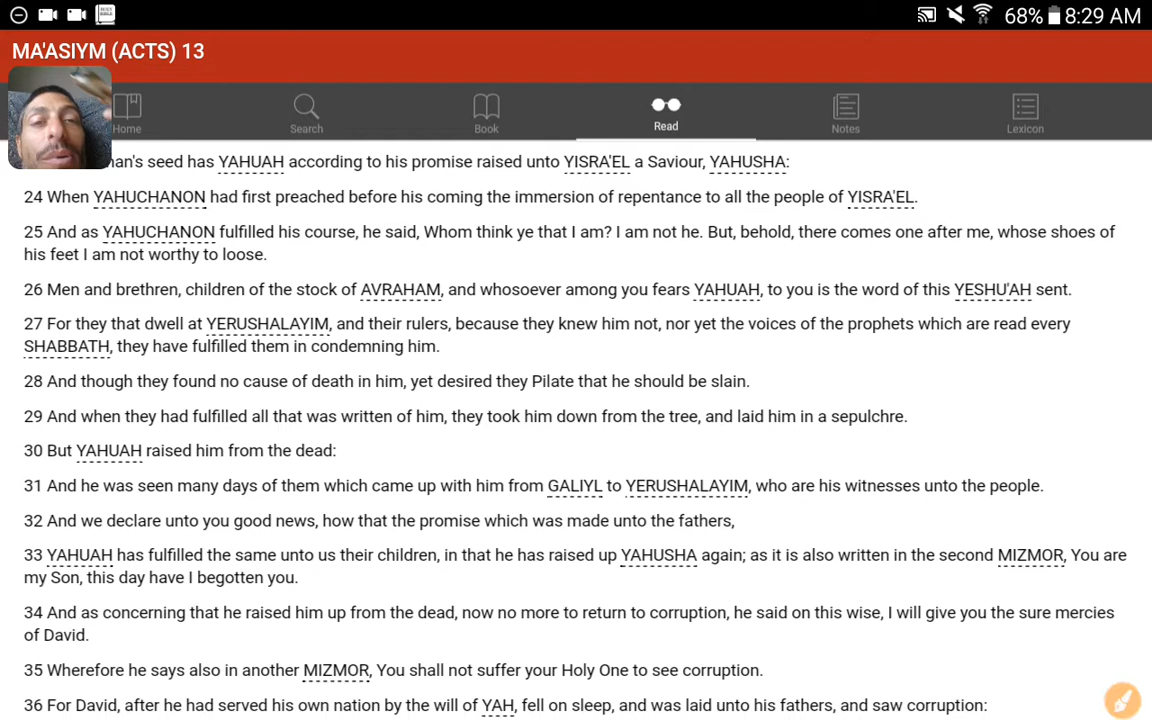 68% 8:29 AM
MA'ASIYM (ACTS) 13
Home Search Book Read Notes Lexicon
man's seed has YAHUAH according to his promise raised unto YISRA'EL a Saviour, YAHUSHA:
24 When YAHUCHANON had first preached before his coming the immersion of repentance to all the people of YISRA'EL.
25 And as YAHUCHANON fulfilled his course, he said, Whom think ye that I am? I am not he. But, behold, there comes one after me, whose shoes of
his feet I am not worthy to loose.
26 Men and brethren, children of the stock of AVRAHAM, and whosoever among you fears YAHUAH, to you is the word of this YESHU'AH sent.
27 For they that dwell at YERUSHALAYIM, and their rulers, because they knew him not, nor yet the voices of the prophets which are read every
SHABBATH, they have fulfilled them in condemning him.
28 And though they found no cause of death in him, yet desired they Pilate that he should be slain.
29 And when they had fulfilled all that was written of him, they took him down from the tree, and laid him in a sepulchre.
30 But YAHUAH raised him from the dead:
31 And he was seen many days of them which came up with him from GALIYL to YERUSHALAYIM, who are his witnesses unto the people.
32 And we declare unto you good news, how that the promise which was made unto the fathers,
33 YAHUAH has fulfilled the same unto us their children, in that he has raised up YAHUSHA again; as it is also written in the second MIZMOR, You are
my Son, this day have I begotten you.
34 And as concerning that he raised him up from the dead, now no more to return to corruption, he said on this wise, I will give you the sure mercies
of David.
35 Wherefore he says also in another MIZMOR, You shall not suffer your Holy One to see corruption.
36 For David, after he had served his own nation by the will of YAH, fell on sleep, and was laid unto his fathers, and saw corruption: